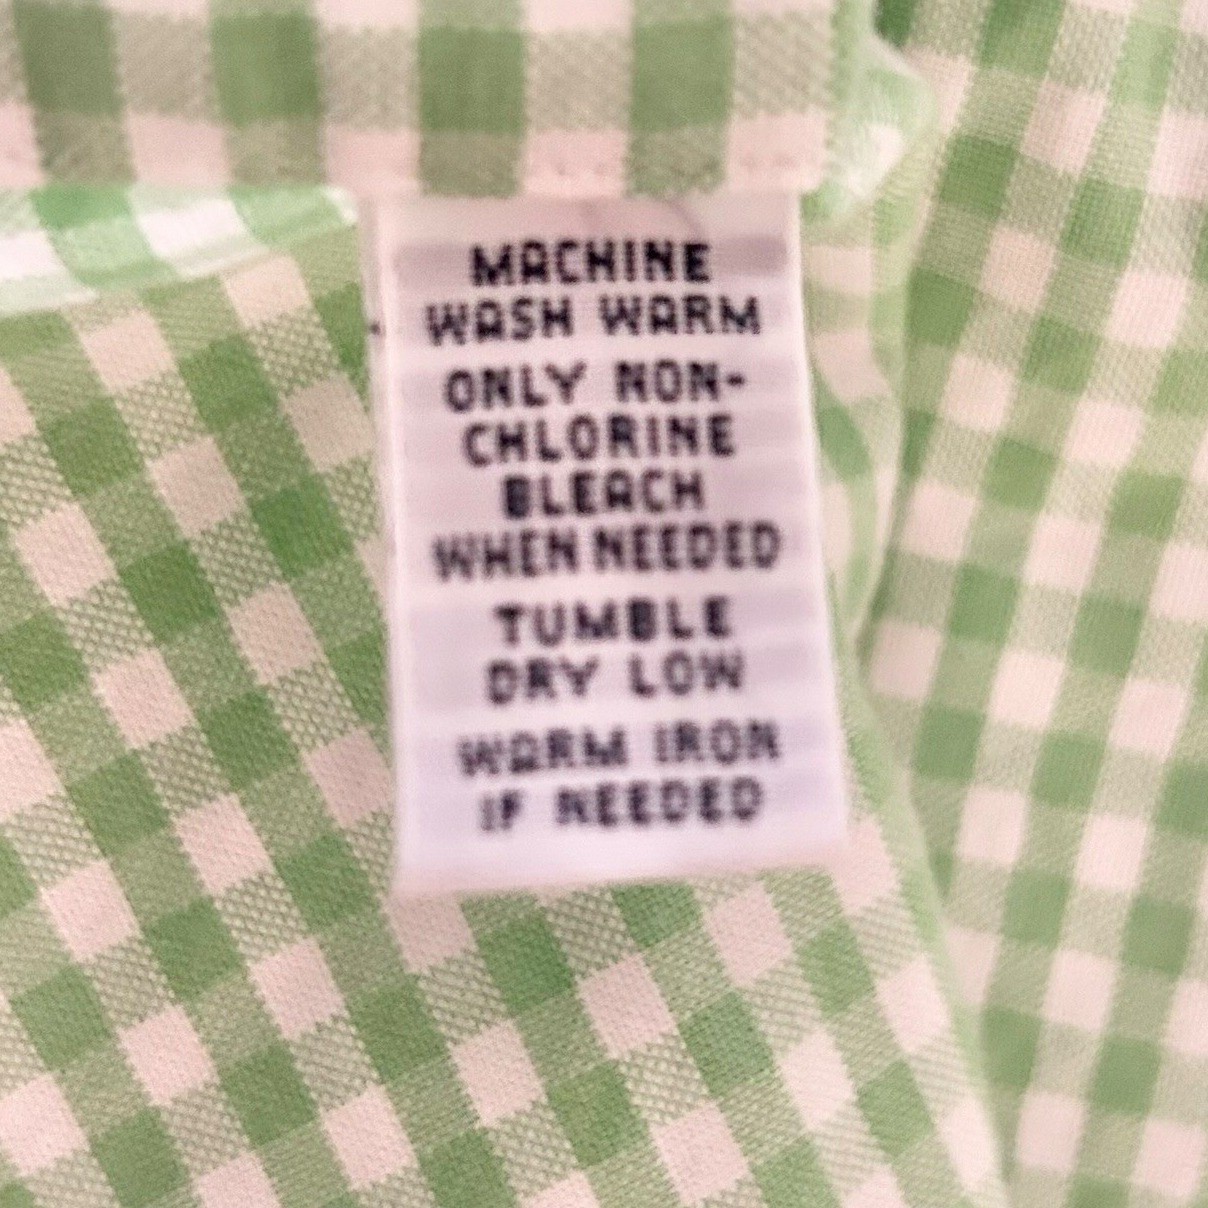 MACHINE
WASH WARM
ONLY NON-
CHLORINE
BLEACH
WHEN NEEDED
TUMBLE
DRY LOW
WARM IRON
IF NEEDED